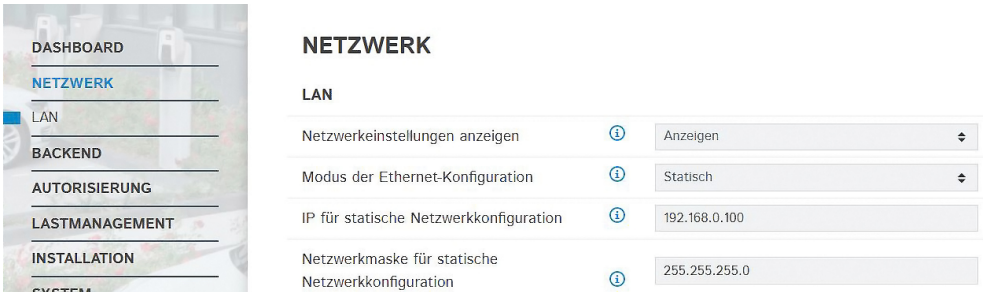 DASHBOARD
NETZWERK
LAN
BACKEND
AUTORISIERUNG
LASTMANAGEMENT
INSTALLATION
SYSTEM
NETZWERK
LAN
Netzwerkeinstellungen anzeigen
Anzeigen
Modus der Ethernet-Konfiguration
Statisch
IP für statische Netzwerkkonfiguration
192.168.0.100
Netzwerkmaske für statische
Netzwerkkonfiguration
255.255.255.0